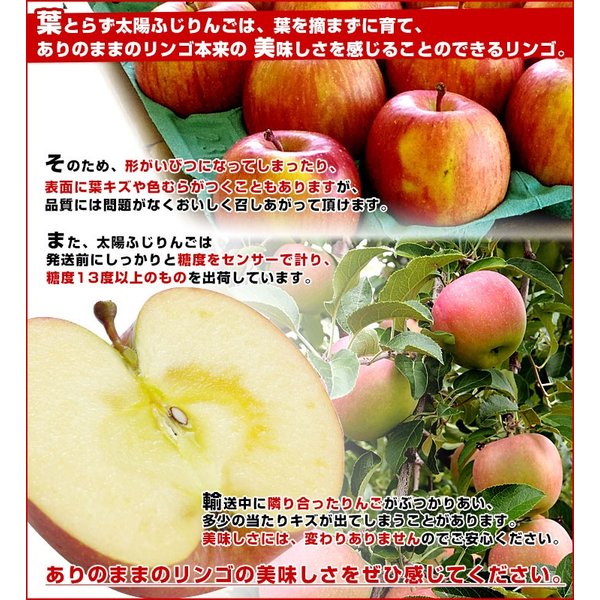 葉とらず太陽ふじりんごは、葉を摘まずに育て、
ありのままのリンゴ本来の 美味しさを感じることのできるリンゴ。
そのため、形がいびつになってしまったり、
表面に葉キズや色むらがつくこともありますが、
品質には問題がなくおいしく召しあがって頂けます。
また、太陽ふじりんごは
発送前にしっかりと糖度をセンサーで計り、
糖度13度以上のものを出荷しています。
輸送中に隣り合ったりんごがぶつかりあい、
多少の当たりキズが出てしまうことがあります。
美味しさには、変わりありませんのでご安心ください。
ありのままのリンゴの美味しさをぜひ感じてください。